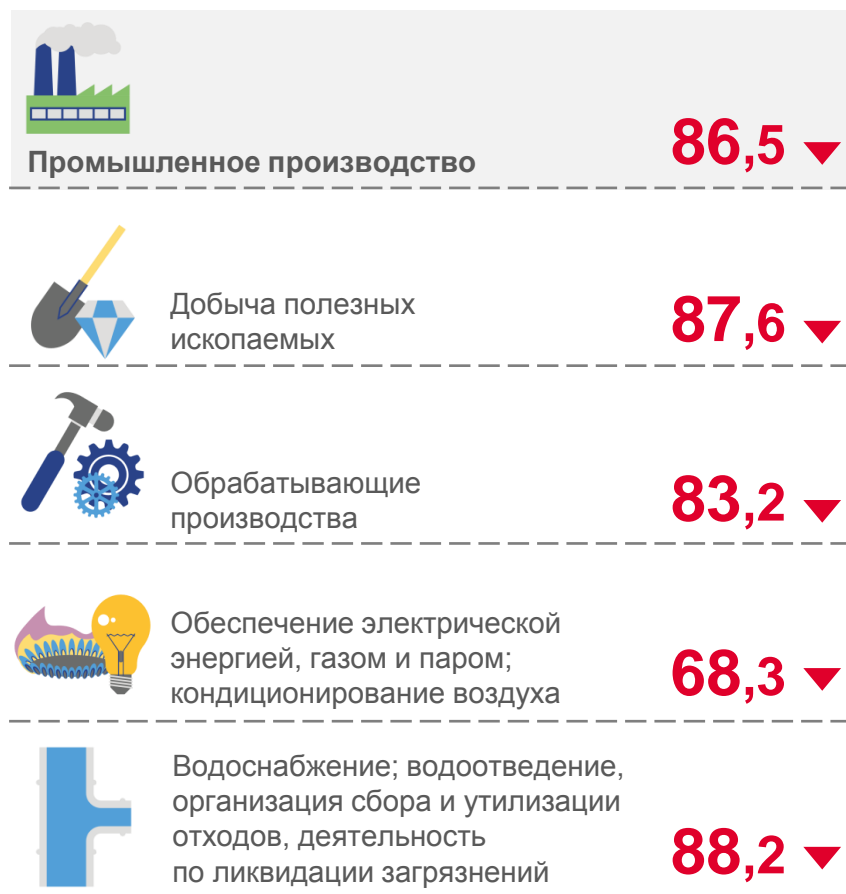 Промышленное производство
86,5
Добыча полезных
ископаемых
87,6
Обрабатывающие
производства
83,2
Обеспечение электрической
энергией, газом и паром;
кондиционирование воздуха
68,3
Водоснабжение; водоотведение,
организация сбора и утилизации
отходов, деятельность
по ликвидации загрязнений
88,2